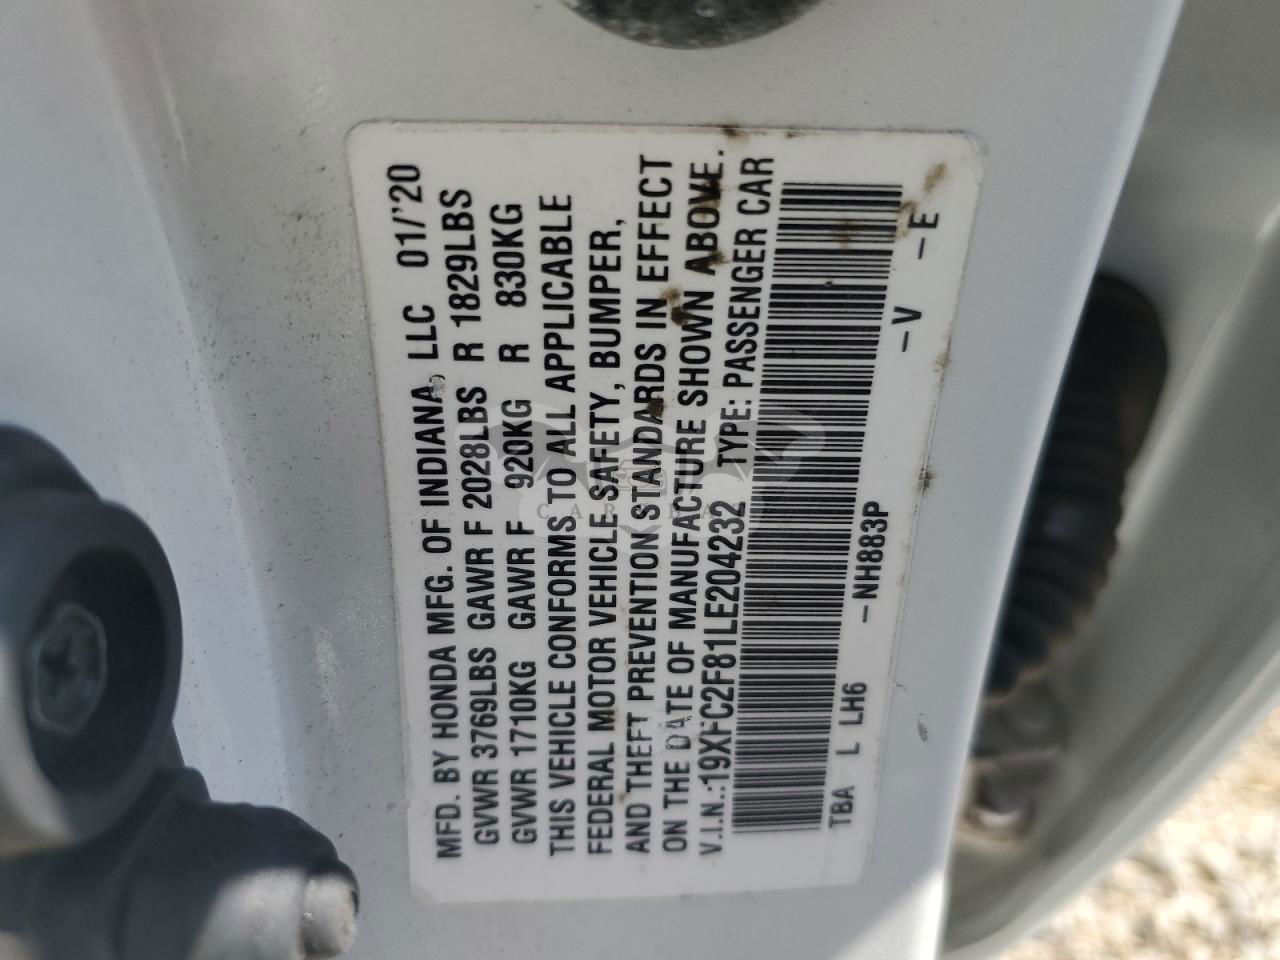 MFD. BY HONDA MFG. OF INDIANA, LLC 01/'20
GVWR 3769LBS GAWR F 2028LBS R 1829LBS
GVWR 1710KG GAWR F 920KG R 830KG
THIS VEHICLE CONFORMS TO ALL APPLICABLE
FEDERAL MOTOR VEHICLE SAFETY, BUMPER,
AND THEFT PREVENTION STANDARDS IN EFFECT
ON THE DATE OF MANUFACTURE SHOWN ABOVE.
V.I.N.:19XFC2F81LE204232 TYPE: PASSENGER CAR
TBA L LH6 –NH883P –V –E